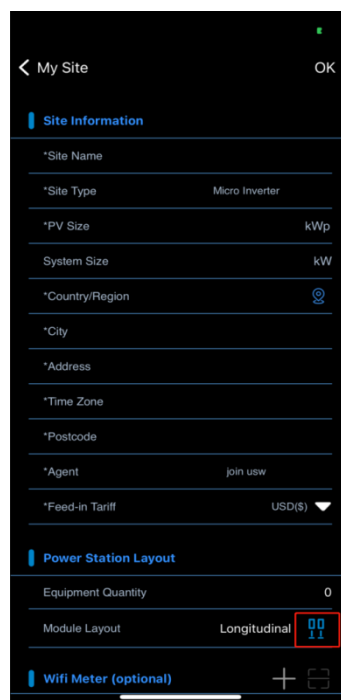 My Site OK
Site Information
*Site Name
*Site Type Micro Inverter
*PV Size kWp
System Size kW
*Country/Region
*City
*Address
*Time Zone
*Postcode
*Agent join usw
*Feed-in Tariff USD($)
Power Station Layout
Equipment Quantity 0
Module Layout Longitudinal
Wifi Meter (optional)